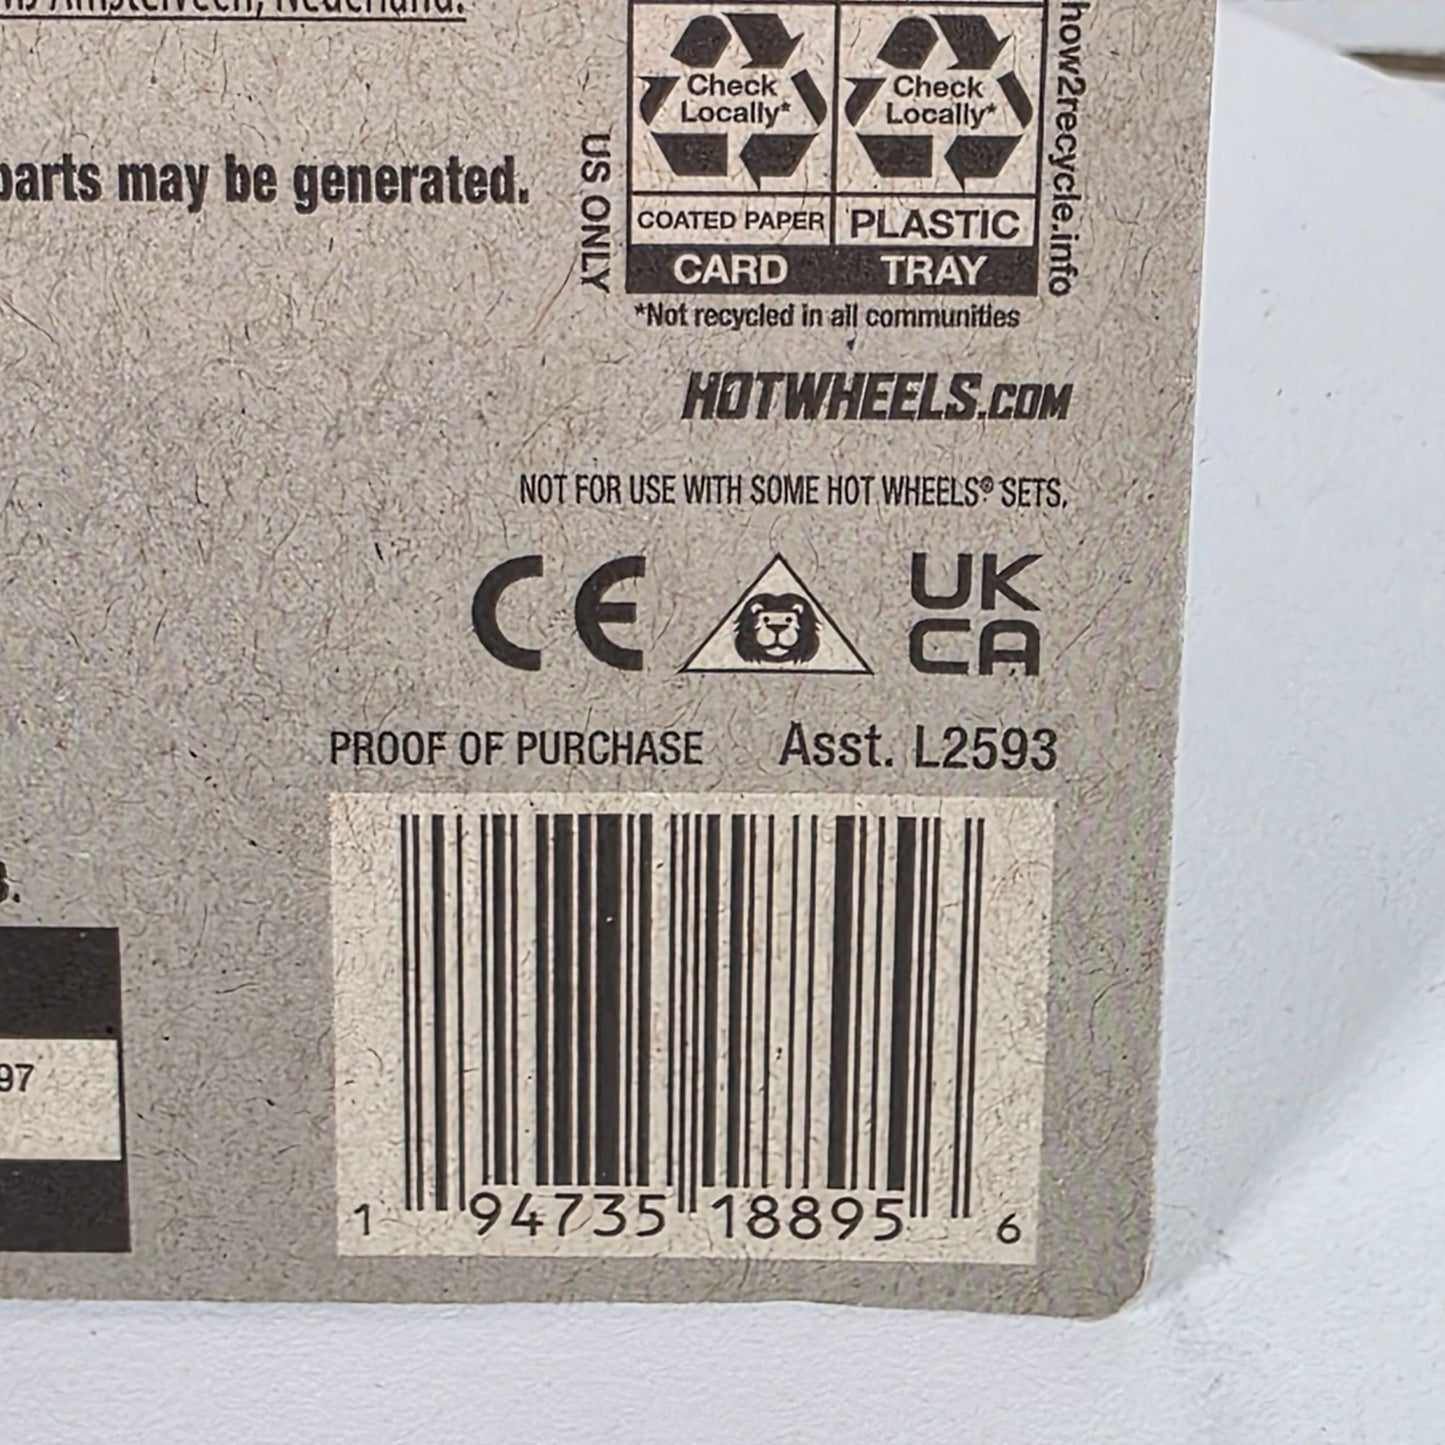 Amstelveen, Nederland.
parts may be generated.
US ONLY
Check
Locally*
Check
Locally*
COATED PAPER
PLASTIC
CARD
TRAY
how2recycle.info
*Not recycled in all communities
HOTWHEELS.COM
NOT FOR USE WITH SOME HOT WHEELS® SETS.
CE
UK
CA
PROOF OF PURCHASE Asst. L2593
97
1 94735 18895 6